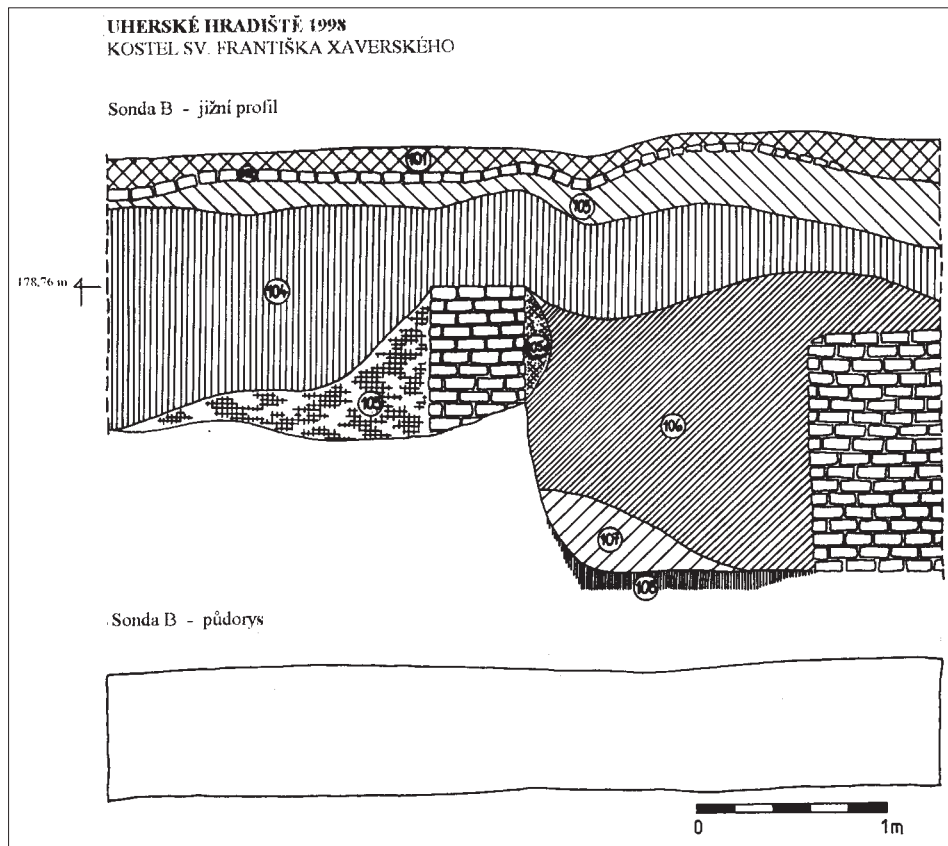 UHERSKÉ HRADIŠTĚ 1998
KOSTEL SV. FRANTIŠKA XAVERSKÉHO
Sonda B - jižní profil
101
103
178,76 m
104
105
106
107
108
Sonda B - půdorys
0 1m